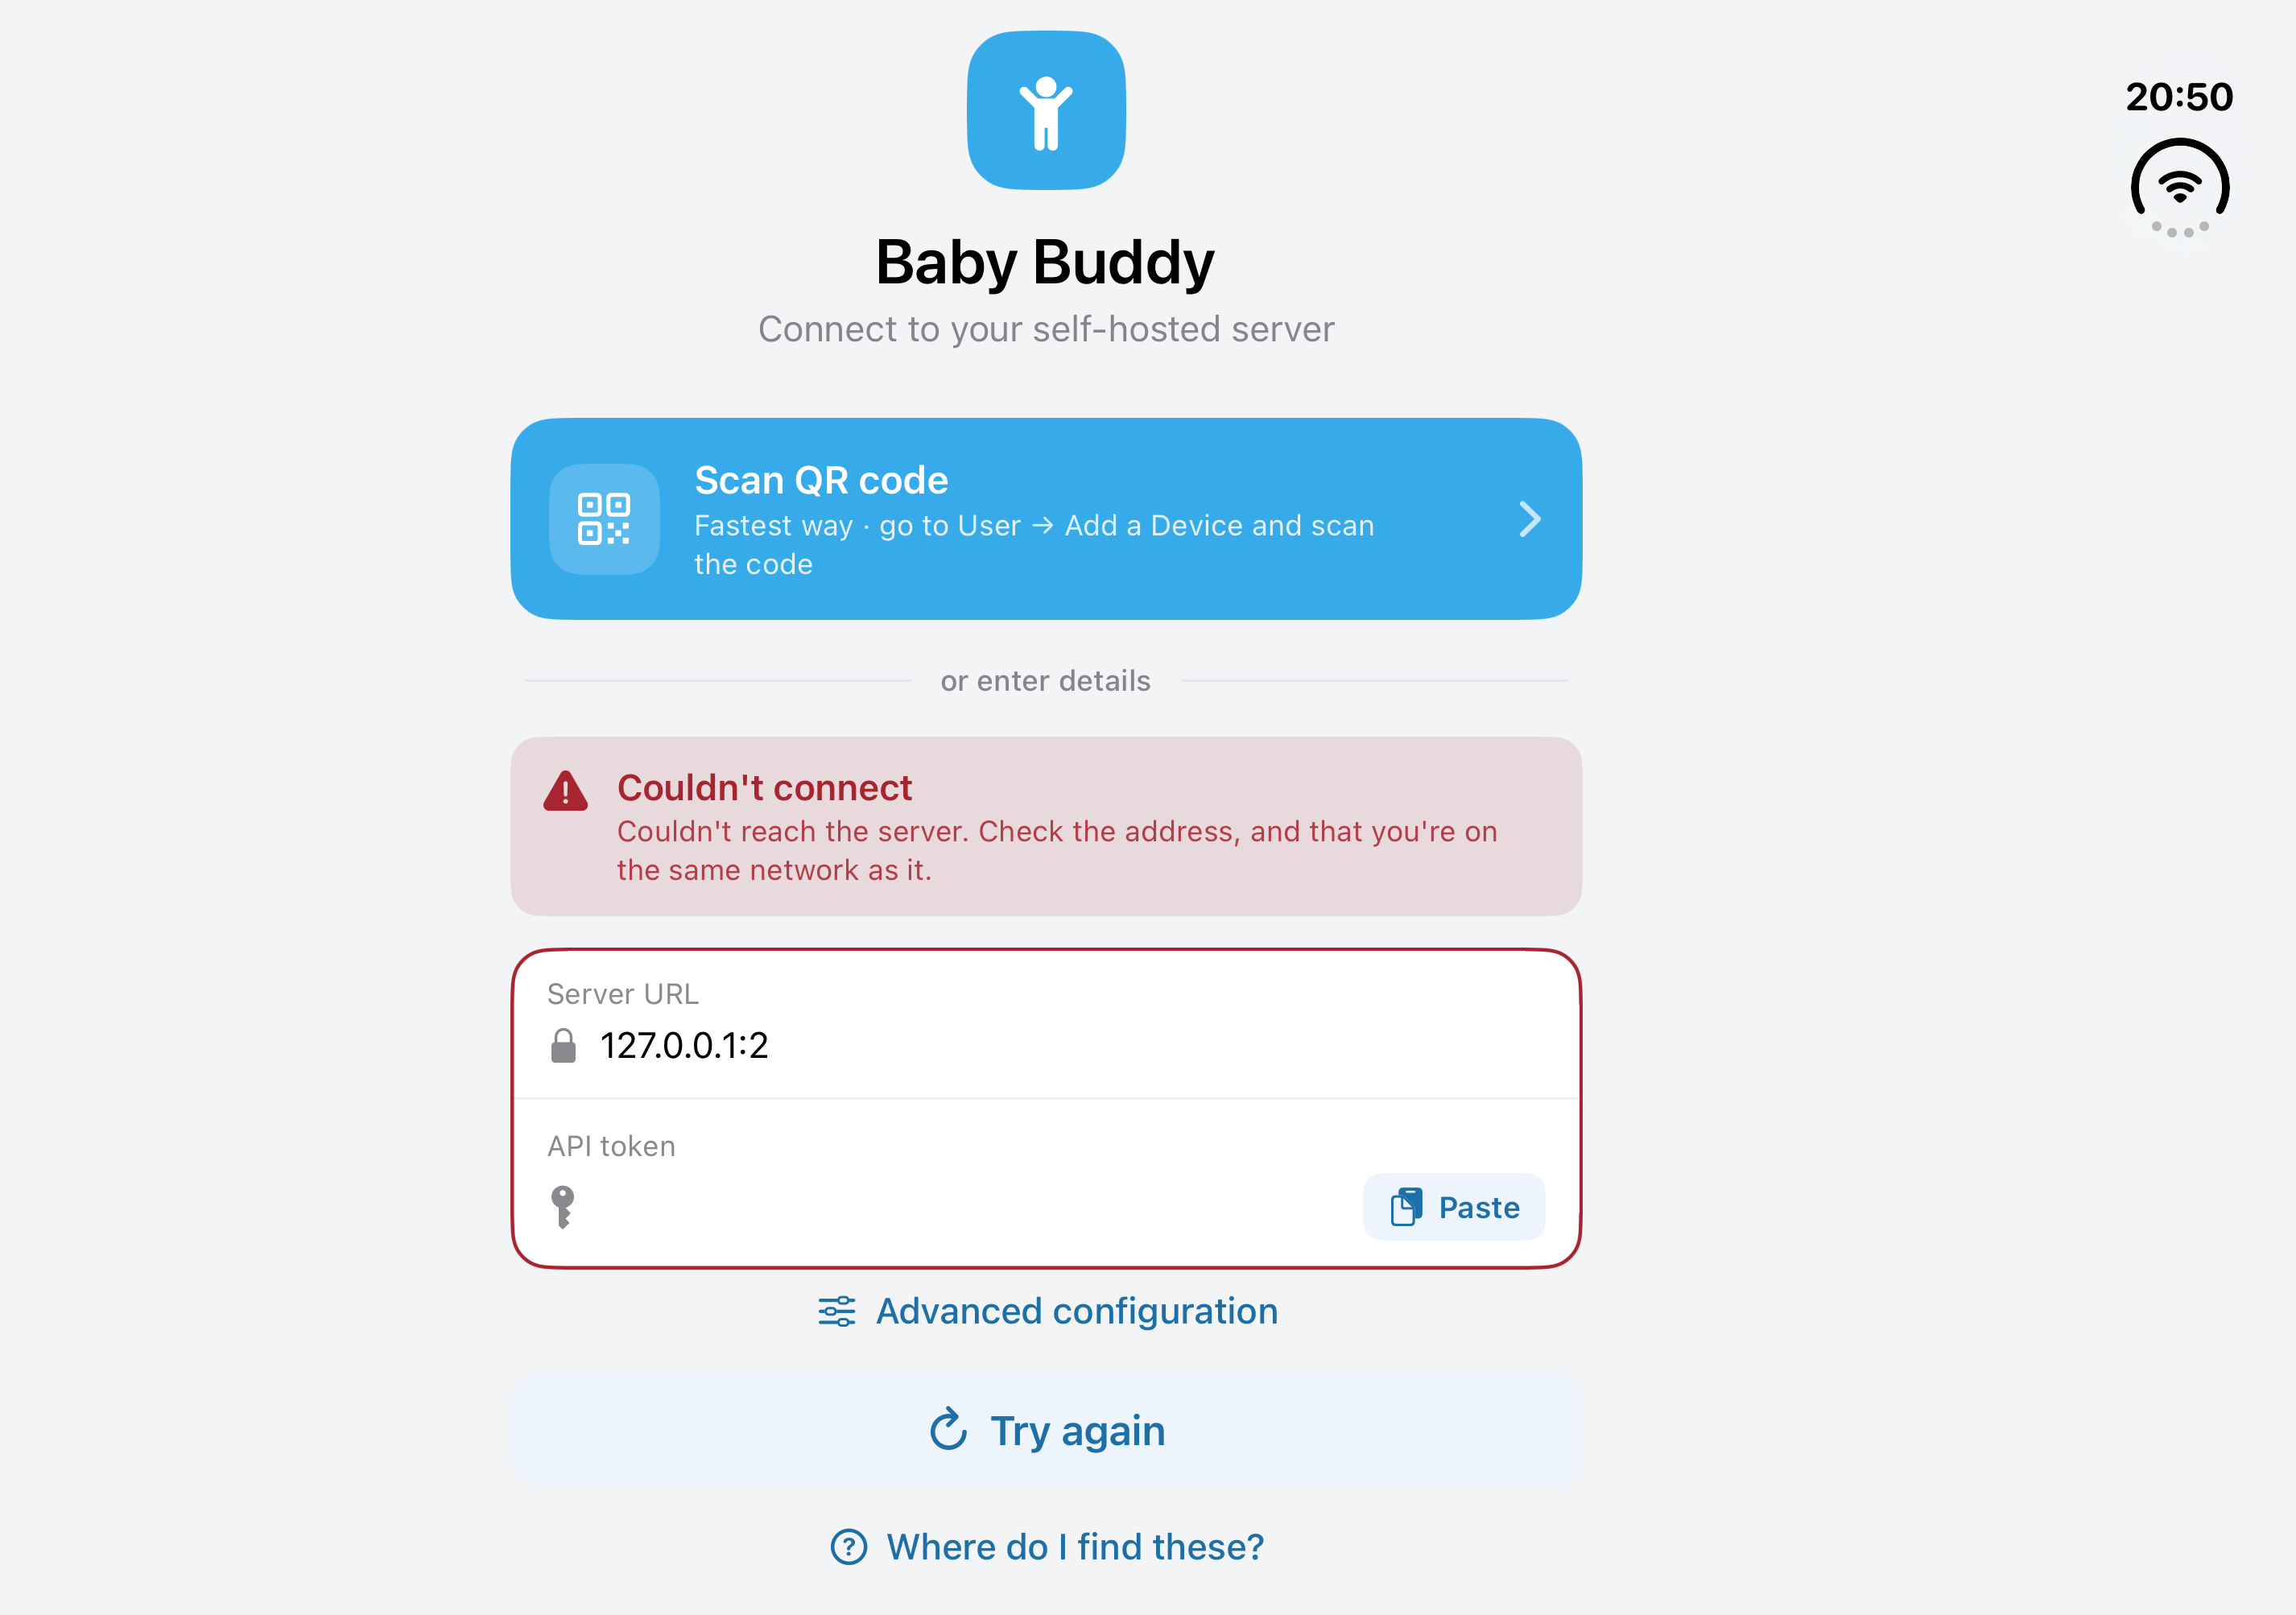 20:50
Baby Buddy
Connect to your self-hosted server
Scan QR code
Fastest way · go to User → Add a Device and scan
the code
or enter details
Couldn't connect
Couldn't reach the server. Check the address, and that you're on
the same network as it.
Server URL
127.0.0.1:2
API token
Paste
Advanced configuration
Try again
Where do I find these?